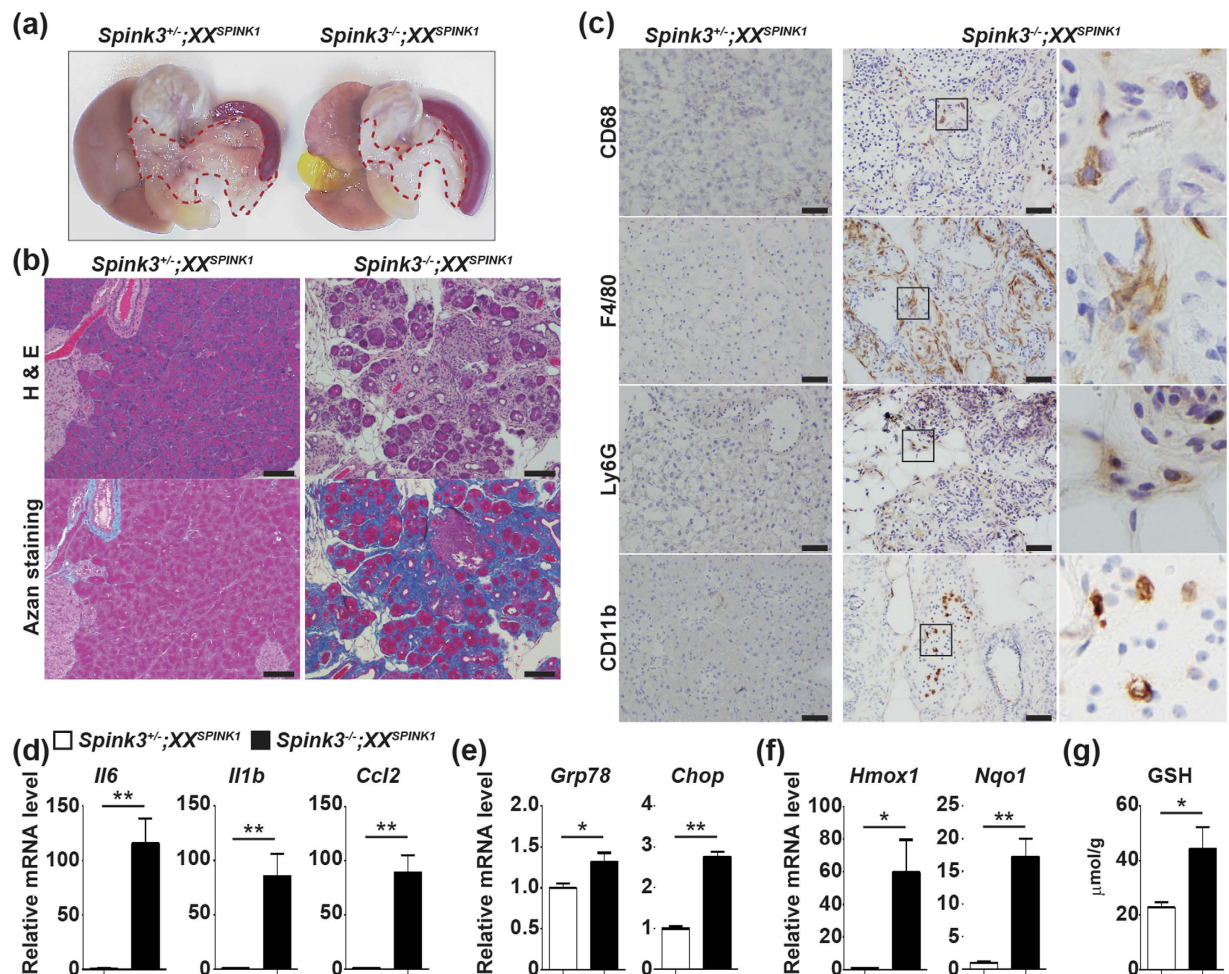 (a)
Spink3+/-;XXSPINK1
Spink3-/-;XXSPINK1
(b)
Spink3+/-;XXSPINK1
Spink3-/-;XXSPINK1
H & E
Azan staining
(c)
Spink3+/-;XXSPINK1
Spink3-/-;XXSPINK1
CD68
F4/80
Ly6G
CD11b
(d)
Spink3+/-;XXSPINK1
Spink3-/-;XXSPINK1
Il6
Il1b
Ccl2
Relative mRNA level
150
100
50
0
**
150
100
50
0
**
150
100
50
0
**
(e)
Grp78
Chop
Relative mRNA level
2.0
1.5
1.0
0.5
0.0
*
4
3
2
1
0
**
(f)
Hmox1
Nqo1
Relative mRNA level
80
60
40
20
0
*
25
20
15
10
5
0
**
(g)
GSH
µmol/g
60
40
20
0
*